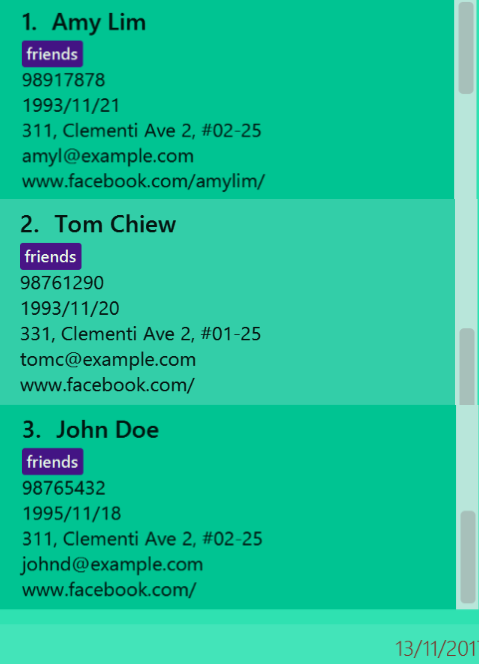 1. Amy Lim
friends
98917878
1993/11/21
311, Clementi Ave 2, #02-25
amyl@example.com
www.facebook.com/amylim/
2. Tom Chiew
friends
98761290
1993/11/20
331, Clementi Ave 2, #01-25
tomc@example.com
www.facebook.com/
3. John Doe
friends
98765432
1995/11/18
311, Clementi Ave 2, #02-25
johnd@example.com
www.facebook.com/
13/11/201